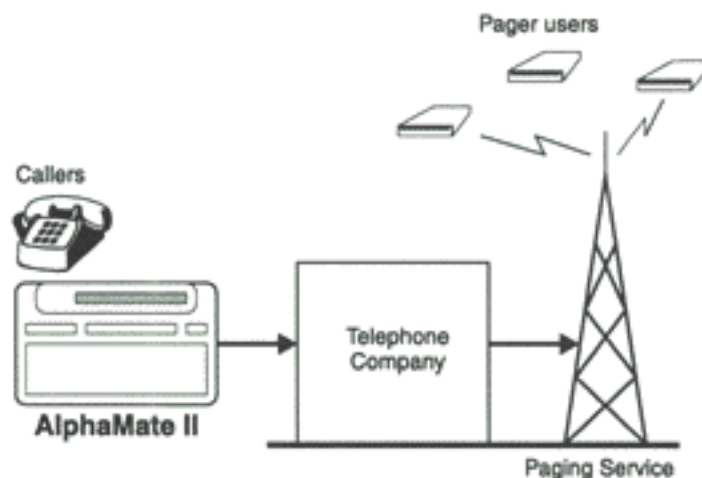 Pager users
Callers
Telephone
Company
AlphaMate II
Paging Service